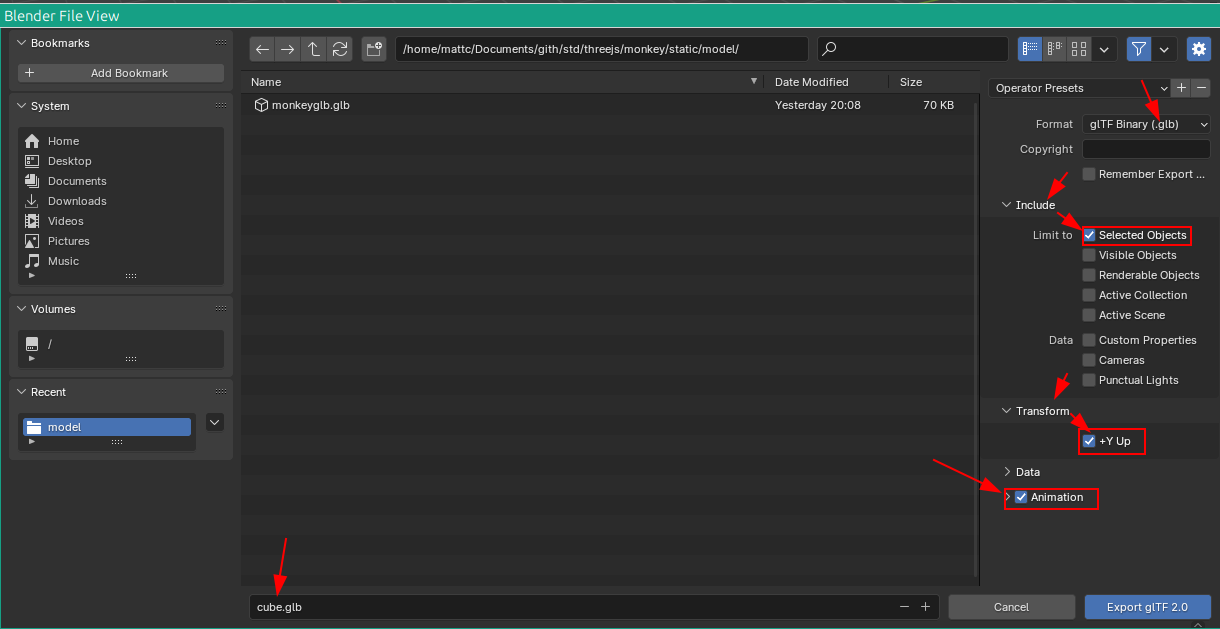 Blender File View
Bookmarks
Add Bookmark
System
Home
Desktop
Documents
Downloads
Videos
Pictures
Music
Volumes
/
Recent
model
/home/mattc/Documents/gith/std/threejs/monkey/static/model/
Name Date Modified Size
monkeyglb.glb Yesterday 20:08 70 KB
cube.glb
Cancel
Export glTF 2.0
Operator Presets
Format glTF Binary (.glb)
Copyright
Remember Export ...
Include
Limit to Selected Objects
Visible Objects
Renderable Objects
Active Collection
Active Scene
Data Custom Properties
Cameras
Punctual Lights
Transform
+Y Up
Data
Animation